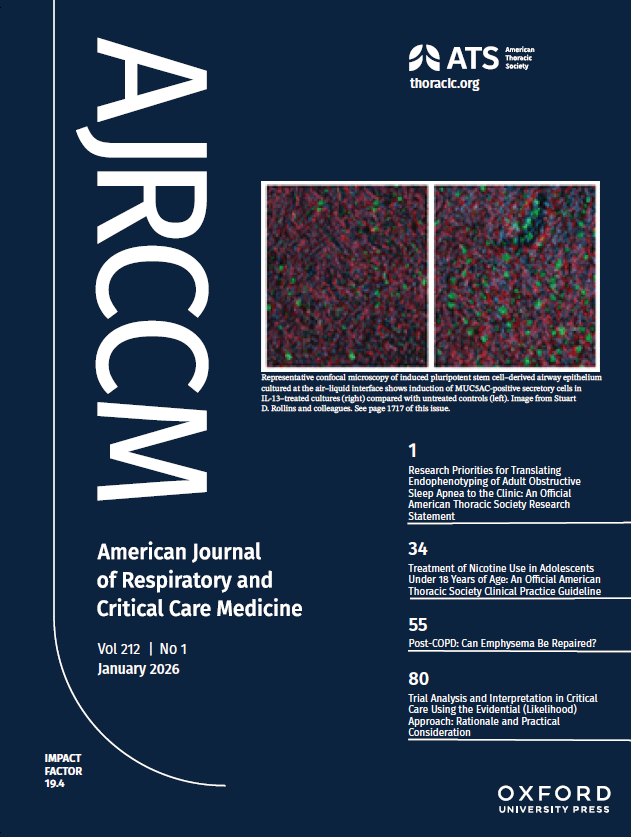 AJRCCM
ATS
American
Thoracic
Society
thoracic.org
Representative confocal microscopy of induced pluripotent stem cell–derived airway epithelium
cultured at the air–liquid interface shows induction of MUC5AC-positive secretory cells in
IL-13–treated cultures (right) compared with untreated controls (left). Image from Stuart
D. Rollins and colleagues. See page 1717 of this issue.
1
Research Priorities for Translating
Endophenotyping of Adult Obstructive
Sleep Apnea to the Clinic: An Official
American Thoracic Society Research
Statement
34
Treatment of Nicotine Use in Adolescents
Under 18 Years of Age: An Official American
Thoracic Society Clinical Practice Guideline
55
Post-COPD: Can Emphysema Be Repaired?
80
Trial Analysis and Interpretation in Critical
Care Using the Evidential (Likelihood)
Approach: Rationale and Practical
Consideration
American Journal
of Respiratory and
Critical Care Medicine
Vol 212 | No 1
January 2026
IMPACT
FACTOR
19.4
OXFORD
UNIVERSITY PRESS